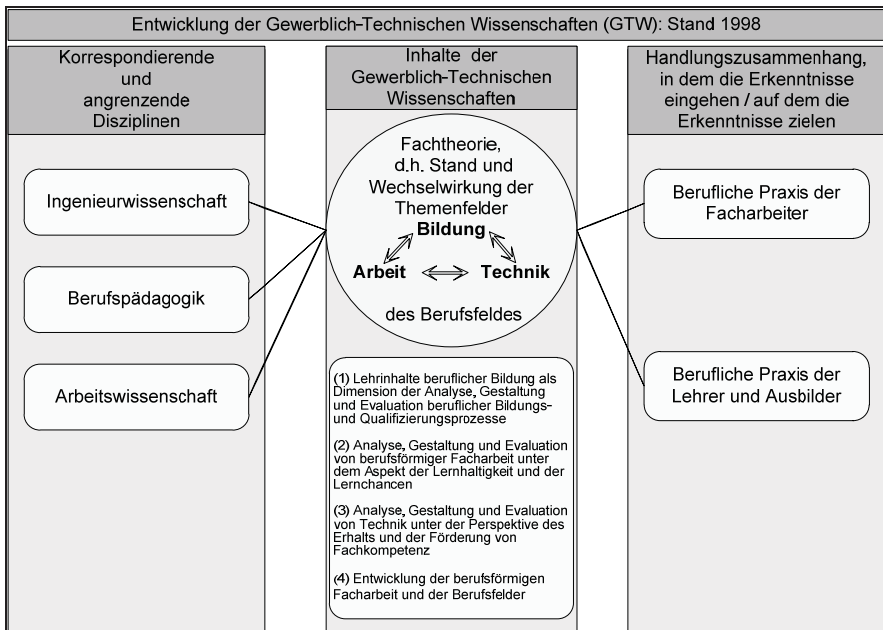 Entwicklung der Gewerblich-Technischen Wissenschaften (GTW): Stand 1998
Korrespondierende
und
angrenzende
Disziplinen
Ingenieurwissenschaft
Berufspädagogik
Arbeitswissenschaft
Inhalte der
Gewerblich-Technischen
Wissenschaften
Fachtheorie,
d.h. Stand und
Wechselwirkung der
Themenfelder
Bildung
Arbeit Technik
des Berufsfeldes
(1) Lehrinhalte beruflicher Bildung als
Dimension der Analyse, Gestaltung
und Evaluation beruflicher Bildungs-
und Qualifizierungsprozesse
(2) Analyse, Gestaltung und Evaluation
von berufsförmiger Facharbeit unter
dem Aspekt der Lernhaltigkeit und der
Lernchancen
(3) Analyse, Gestaltung und Evaluation
von Technik unter der Perspektive des
Erhalts und der Förderung von
Fachkompetenz
(4) Entwicklung der berufsförmigen
Facharbeit und der Berufsfelder
Handlungszusammenhang,
in dem die Erkenntnisse
eingehen / auf dem die
Erkenntnisse zielen
Berufliche Praxis der
Facharbeiter
Berufliche Praxis der
Lehrer und Ausbilder